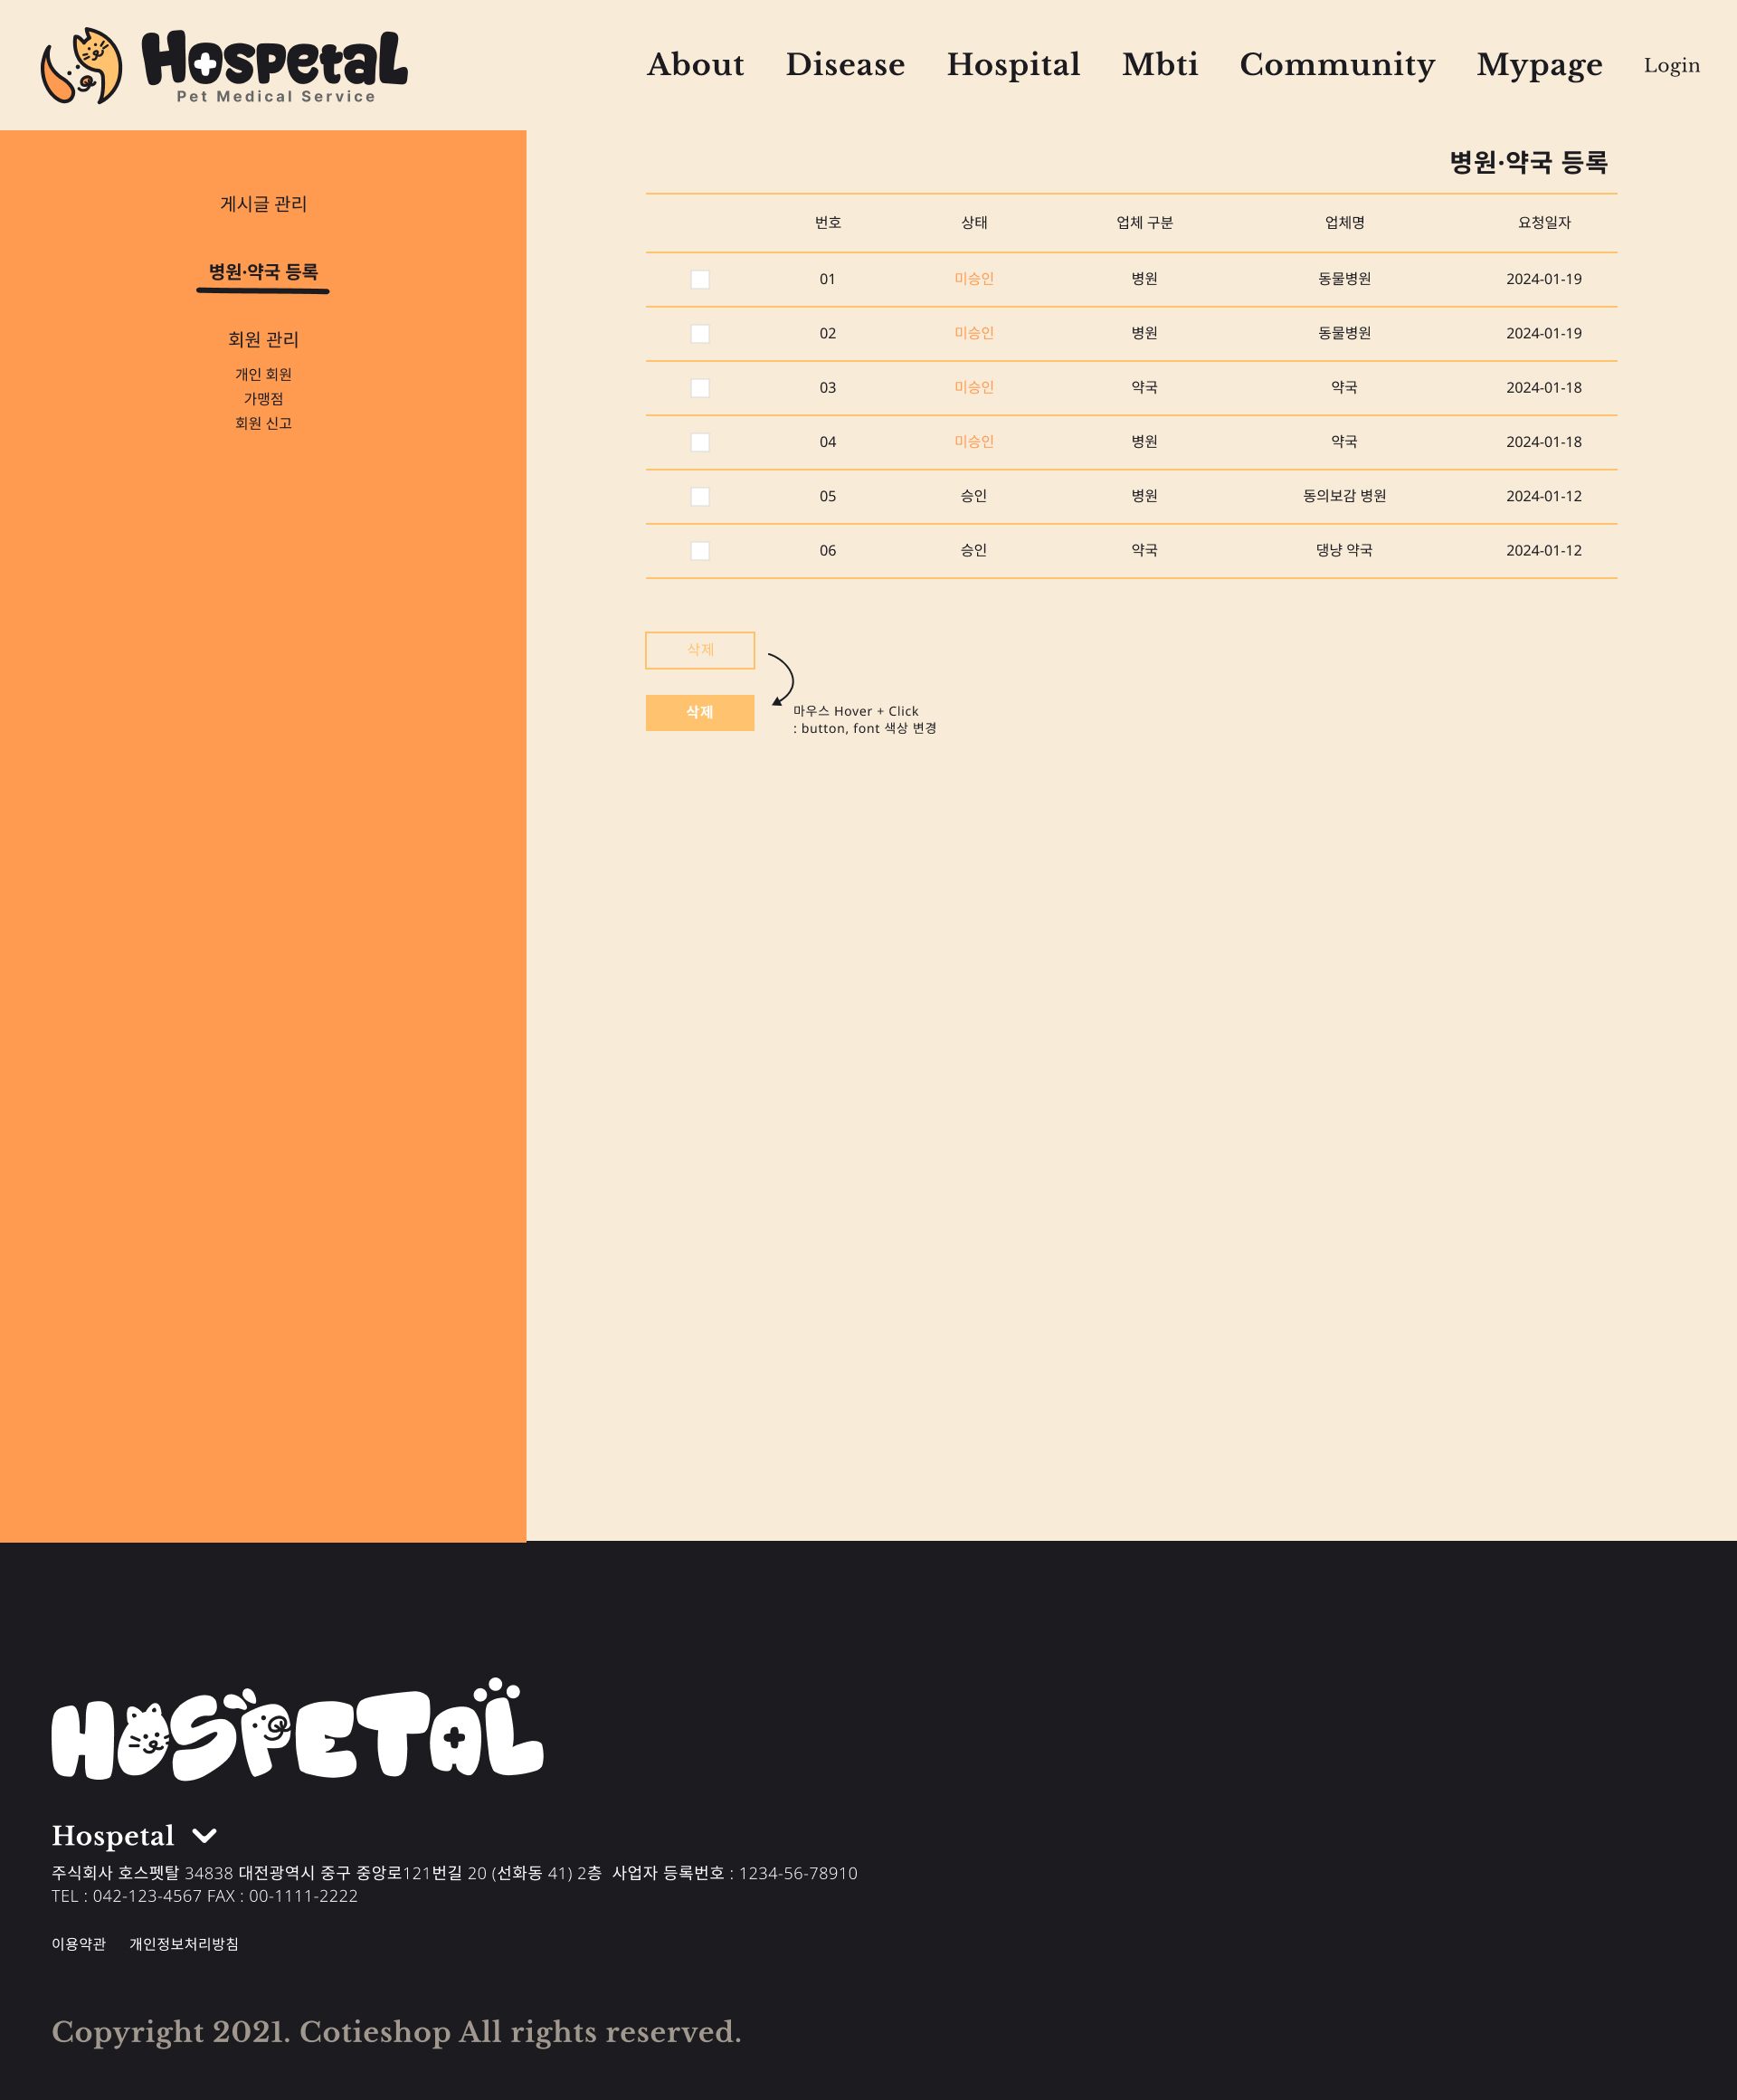 Hospetal
Pet Medical Service
About Disease Hospital Mbti Community Mypage Login
게시글 관리
병원·약국 등록
회원 관리
개인 회원
가맹점
회원 신고
병원·약국 등록
번호 상태 업체 구분 업체명 요청일자
01 미승인 병원 동물병원 2024-01-19
02 미승인 병원 동물병원 2024-01-19
03 미승인 약국 약국 2024-01-18
04 미승인 병원 약국 2024-01-18
05 승인 병원 동의보감 병원 2024-01-12
06 승인 약국 댕냥 약국 2024-01-12
삭제
삭제
마우스 Hover + Click
: button, font 색상 변경
HOSPETAL
Hospetal
주식회사 호스펫탈 34838 대전광역시 중구 중앙로121번길 20 (선화동 41) 2층 사업자 등록번호 : 1234-56-78910
TEL : 042-123-4567 FAX : 00-1111-2222
이용약관 개인정보처리방침
Copyright 2021. Cotieshop All rights reserved.